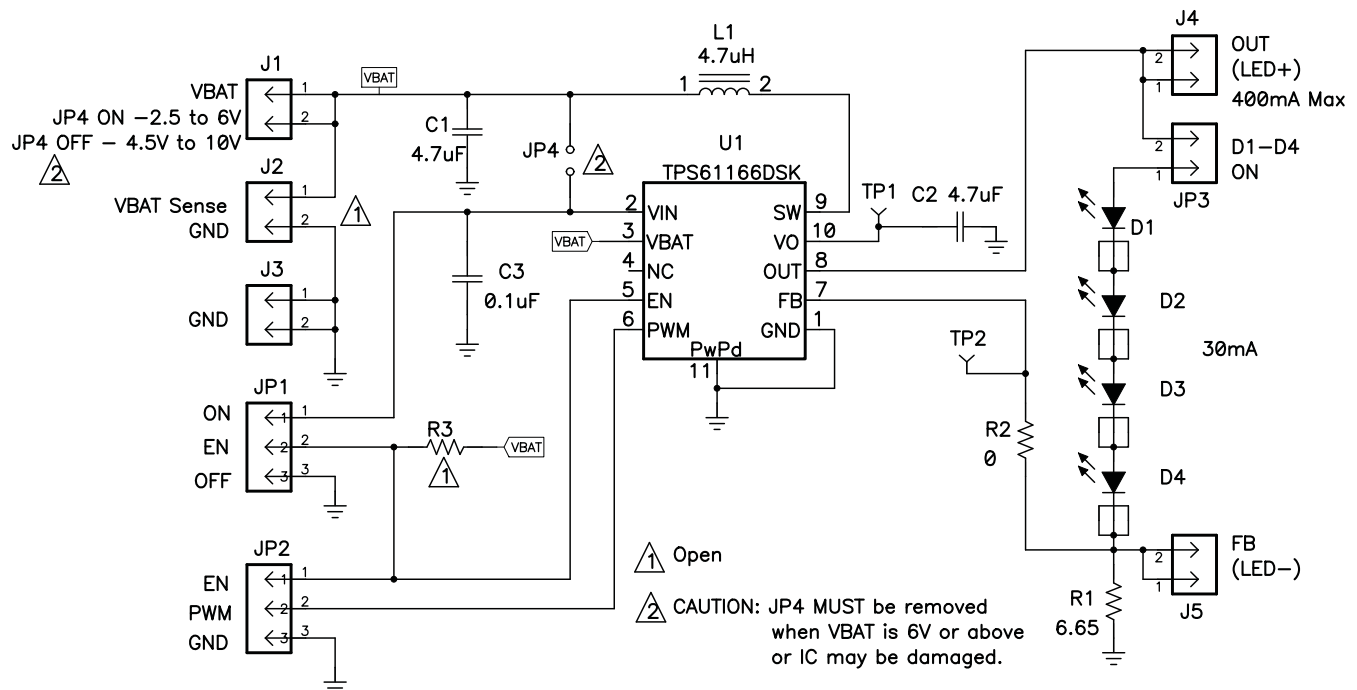 J1
VBAT
JP4 ON -2.5 to 6V
JP4 OFF - 4.5V to 10V
2
1
2
VBAT
J2
VBAT Sense
GND
1
2
1
J3
GND
1
2
JP1
ON
EN
OFF
1
2
3
1
2
3
R3
1
VBAT
JP2
EN
PWM
GND
1
2
3
1
2
3
C1
4.7uF
JP4
2
C3
0.1uF
L1
4.7uH
1
2
U1
TPS61166DSK
2
VIN
3
VBAT
VBAT
4
NC
5
EN
6
PWM
SW
9
VO
10
OUT
8
FB
7
GND
1
PwPd
11
TP1
C2 4.7uF
TP2
R2
0
J4
2
1
OUT
(LED+)
400mA Max
2
1
D1-D4
ON
JP3
D1
D2
30mA
D3
D4
FB
(LED-)
2
1
J5
R1
6.65
1
Open
2
CAUTION: JP4 MUST be removed
when VBAT is 6V or above
or IC may be damaged.